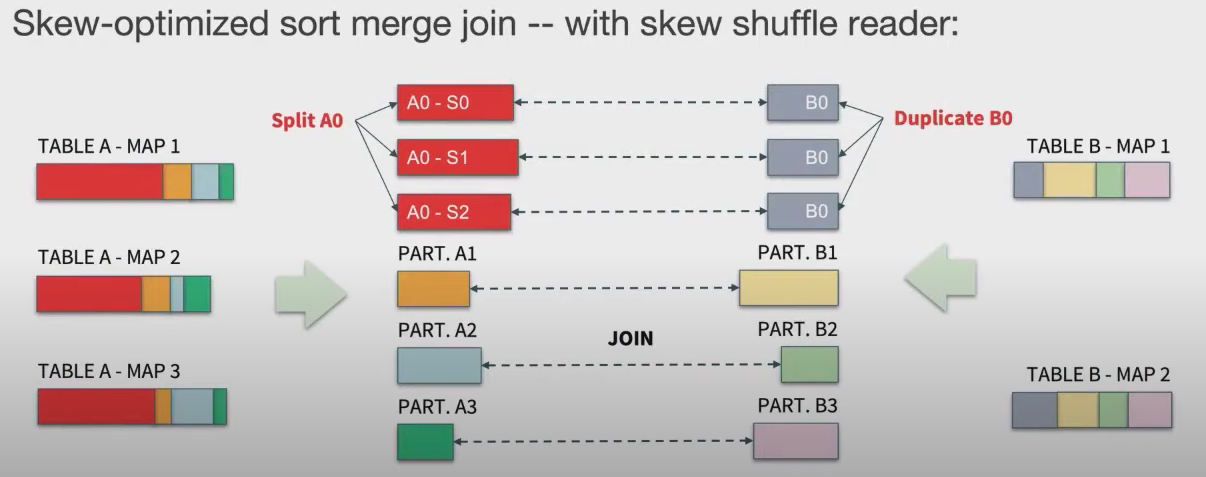 Skew-optimized sort merge join -- with skew shuffle reader:
Split A0
A0 - S0
B0
Duplicate B0
A0 - S1
B0
A0 - S2
B0
TABLE A - MAP 1
TABLE A - MAP 2
TABLE A - MAP 3
PART. A1
PART. B1
PART. A2
JOIN
PART. B2
PART. A3
PART. B3
TABLE B - MAP 1
TABLE B - MAP 2